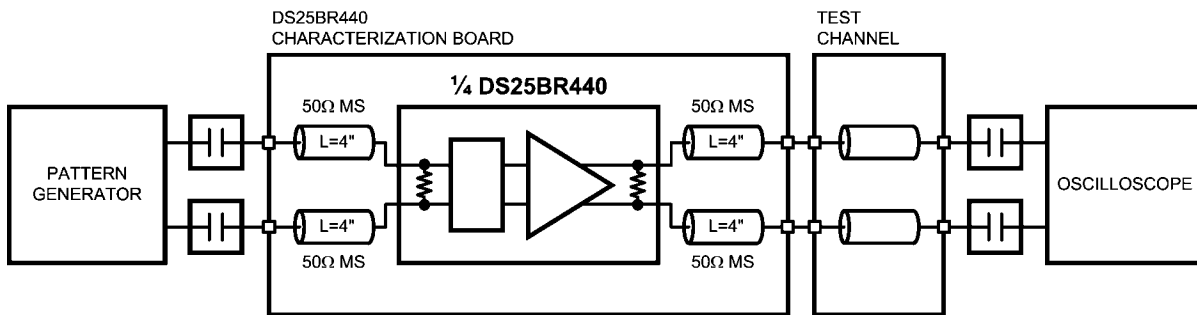 DS25BR440
CHARACTERIZATION BOARD
TEST
CHANNEL
¼ DS25BR440
50Ω MS
50Ω MS
L=4"
L=4"
PATTERN
GENERATOR
OSCILLOSCOPE
L=4"
L=4"
50Ω MS
50Ω MS